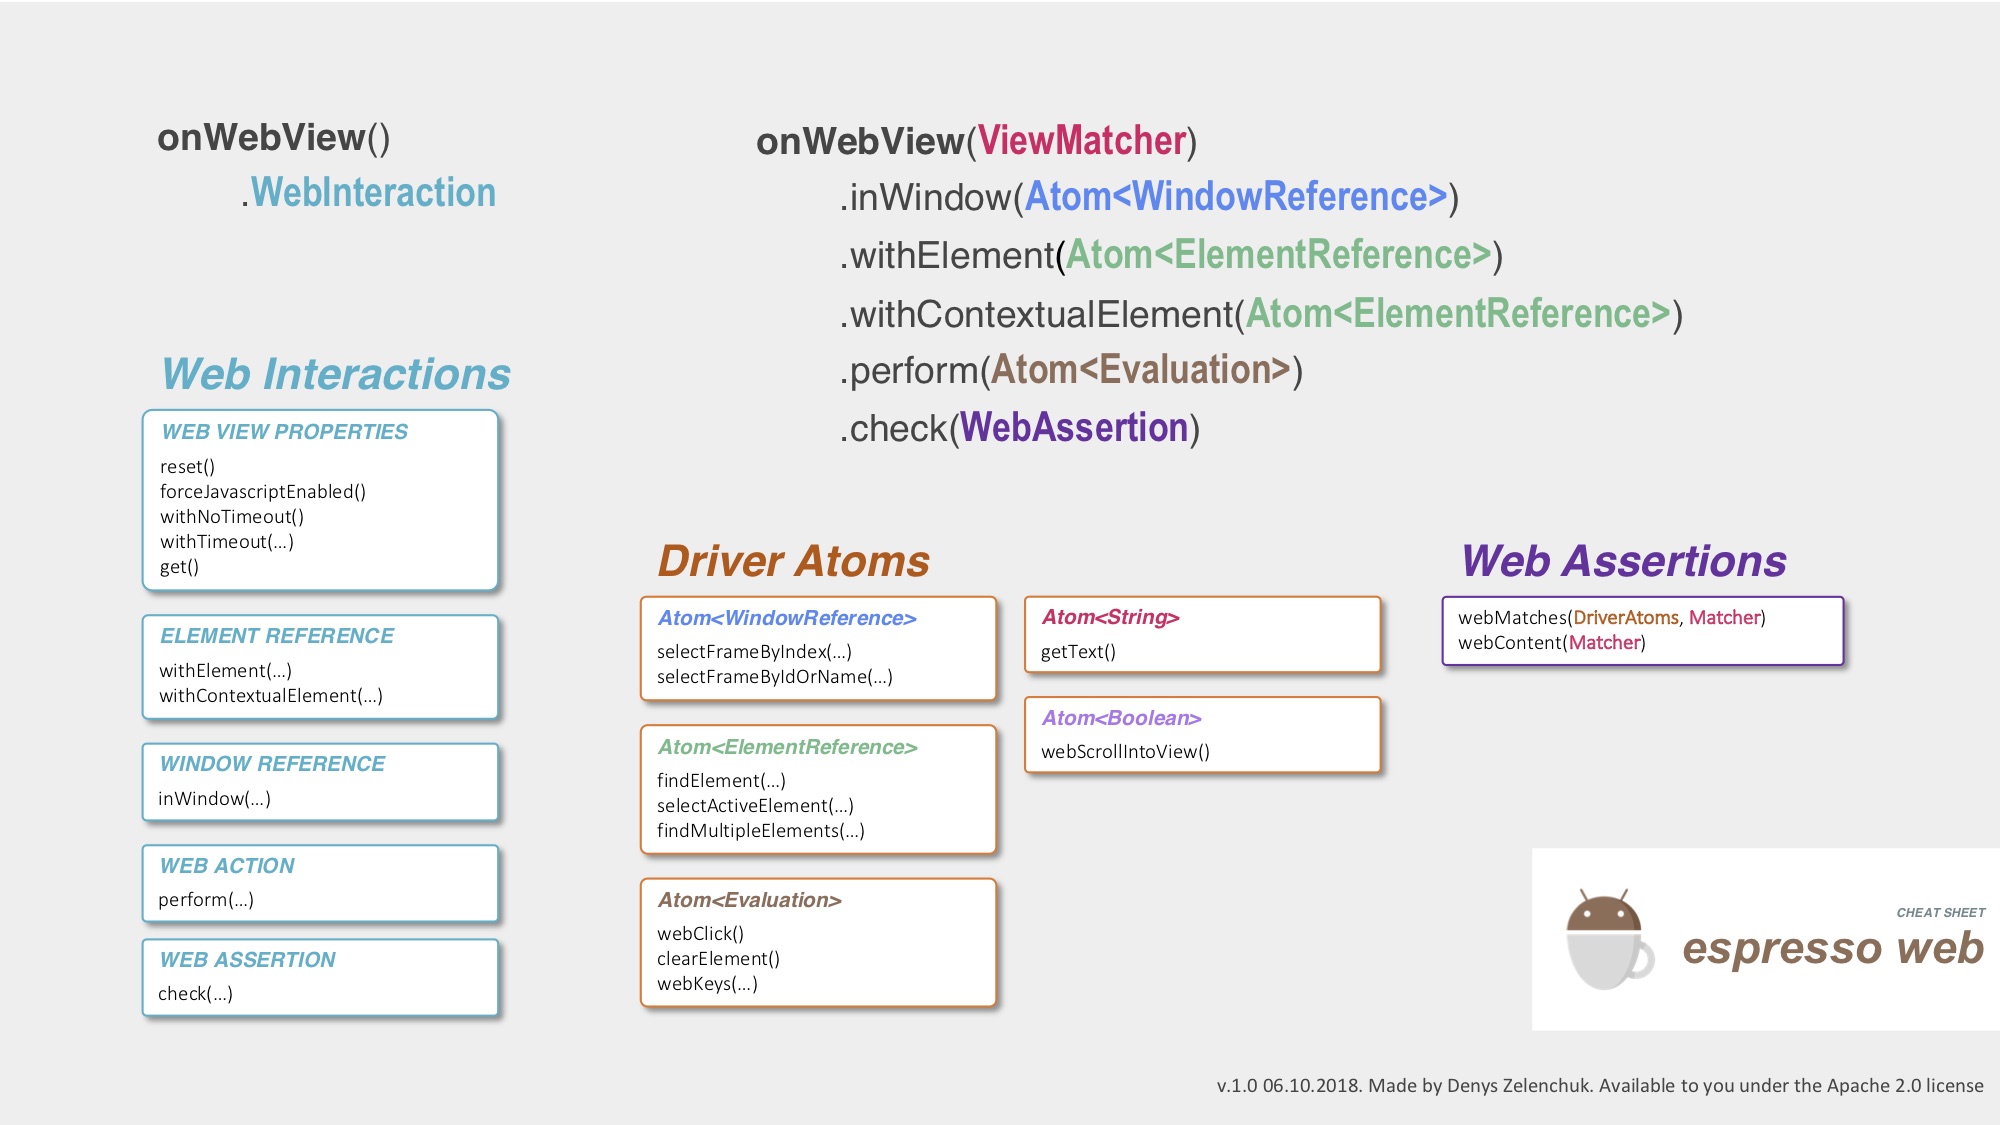 onWebView()
.WebInteraction
onWebView(ViewMatcher)
.inWindow(Atom<WindowReference>)
.withElement(Atom<ElementReference>)
.withContextualElement(Atom<ElementReference>)
.perform(Atom<Evaluation>)
.check(WebAssertion)
Web Interactions
WEB VIEW PROPERTIES
reset()
forceJavascriptEnabled()
withNoTimeout()
withTimeout(...)
get()
ELEMENT REFERENCE
withElement(...)
withContextualElement(...)
WINDOW REFERENCE
inWindow(...)
WEB ACTION
perform(...)
WEB ASSERTION
check(...)
Driver Atoms
Atom<WindowReference>
selectFrameByIndex(...)
selectFrameByIdOrName(...)
Atom<ElementReference>
findElement(...)
selectActiveElement(...)
findMultipleElements(...)
Atom<Evaluation>
webClick()
clearElement()
webKeys(...)
Atom<String>
getText()
Atom<Boolean>
webScrollIntoView()
Web Assertions
webMatches(DriverAtoms, Matcher)
webContent(Matcher)
CHEAT SHEET
espresso web
v.1.0 06.10.2018. Made by Denys Zelenchuk. Available to you under the Apache 2.0 license